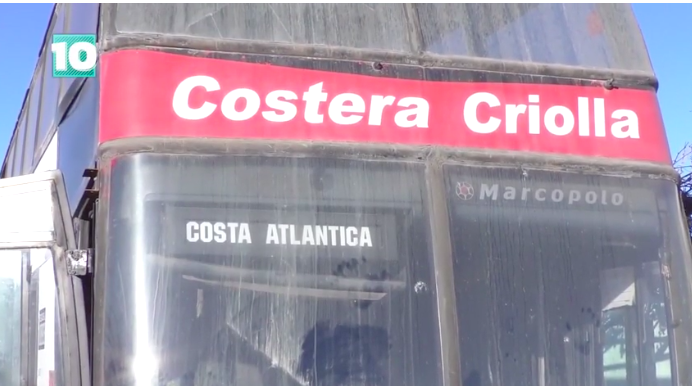 10
Costera Criolla
Marcopolo
COSTA ATLANTICA